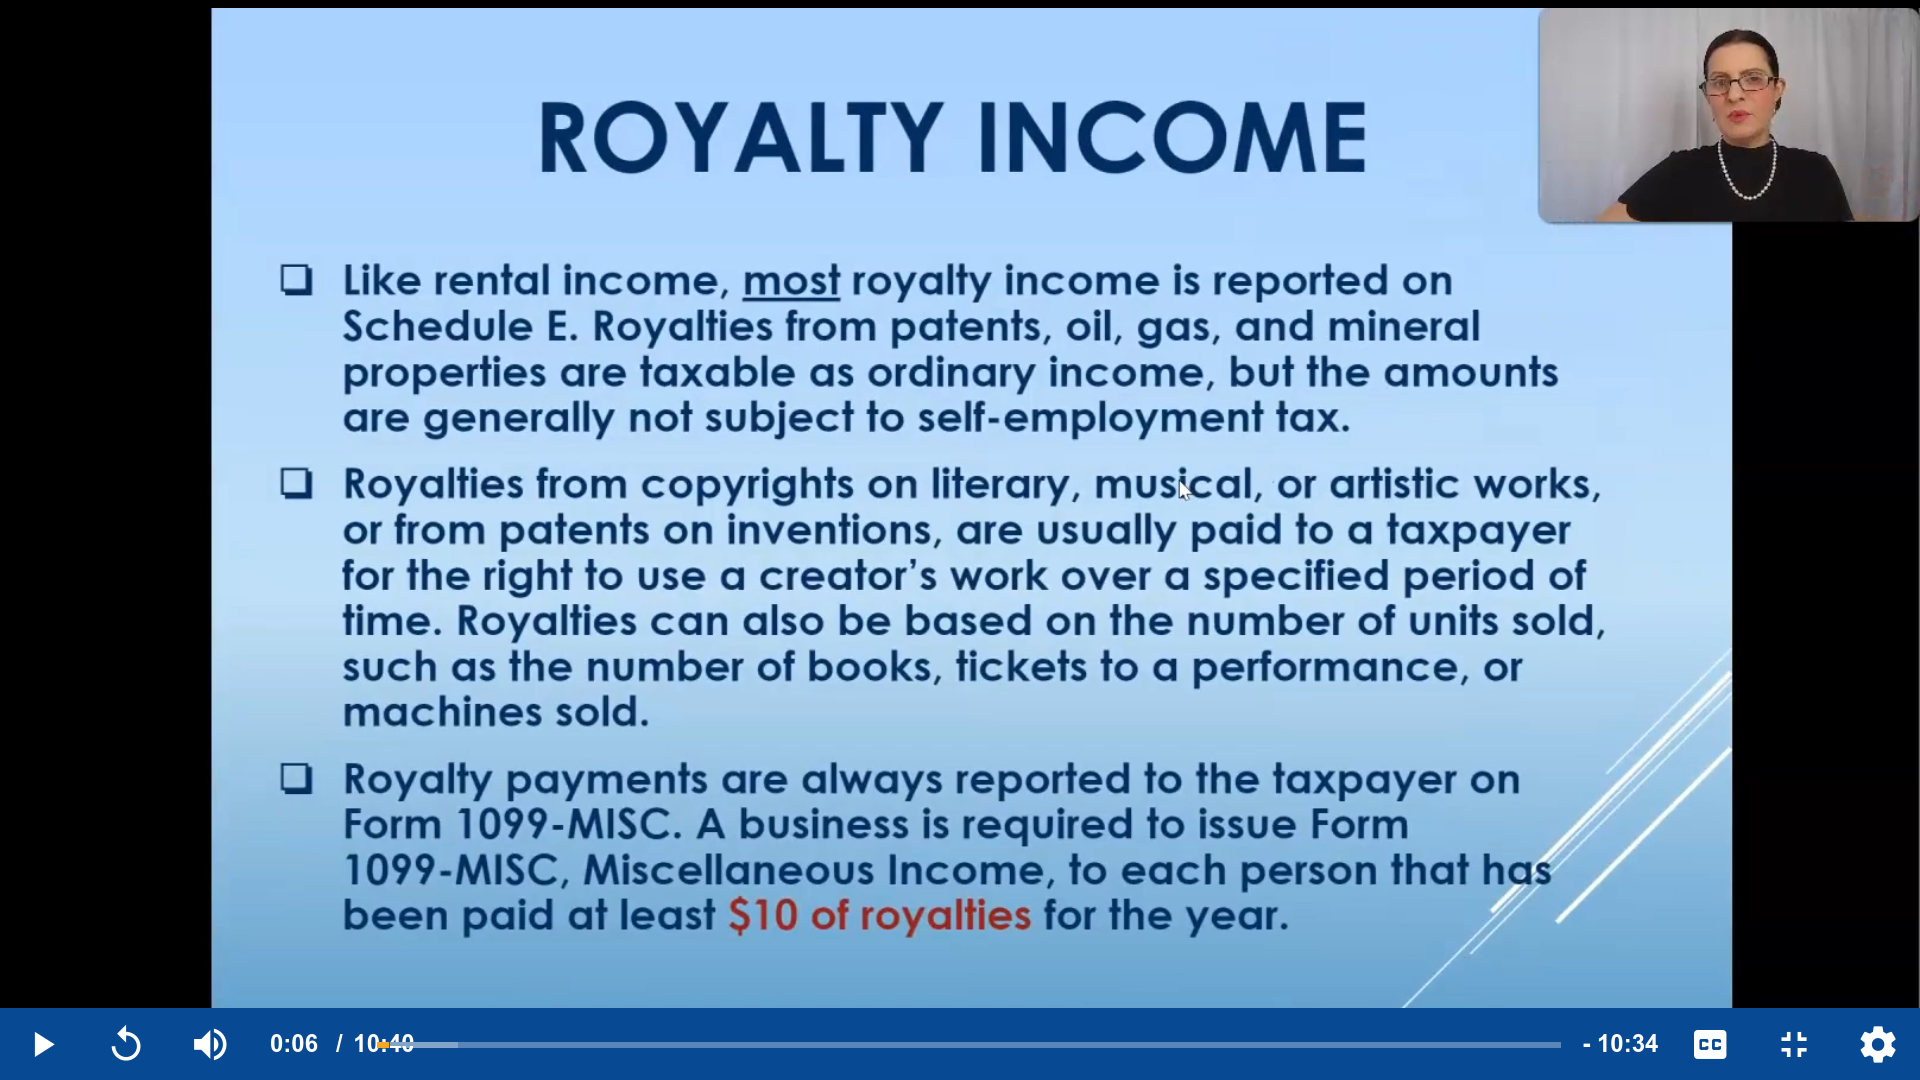 ROYALTY INCOME
❑ Like rental income, most royalty income is reported on
Schedule E. Royalties from patents, oil, gas, and mineral
properties are taxable as ordinary income, but the amounts
are generally not subject to self-employment tax.
❑ Royalties from copyrights on literary, musical, or artistic works,
or from patents on inventions, are usually paid to a taxpayer
for the right to use a creator’s work over a specified period of
time. Royalties can also be based on the number of units sold,
such as the number of books, tickets to a performance, or
machines sold.
❑ Royalty payments are always reported to the taxpayer on
Form 1099-MISC. A business is required to issue Form
1099-MISC, Miscellaneous Income, to each person that has
been paid at least $10 of royalties for the year.
0:06 / 10:40 - 10:34 CC